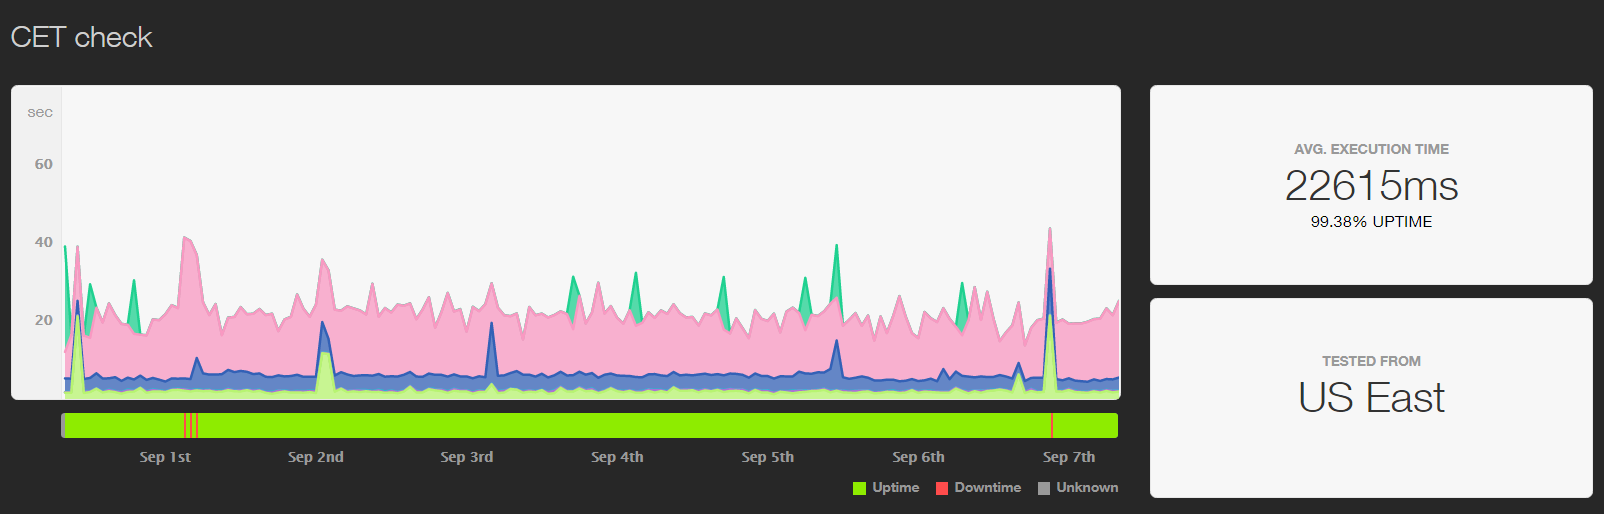 CET check
sec
60
40
20
AVG. EXECUTION TIME
22615ms
99.38% UPTIME
TESTED FROM
US East
Sep 1st Sep 2nd Sep 3rd Sep 4th Sep 5th Sep 6th Sep 7th
Uptime Downtime Unknown